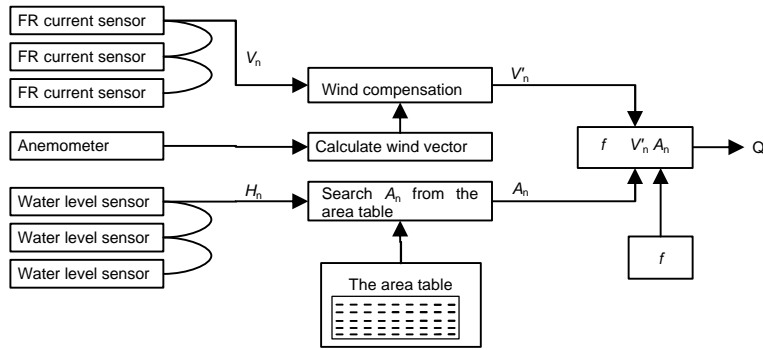 FR current sensor
FR current sensor
FR current sensor
Vn
Wind compensation
V'n
Anemometer
Calculate wind vector
f V'n An
Q
Water level sensor
Water level sensor
Water level sensor
Hn
Search An from the
area table
An
f
The area table